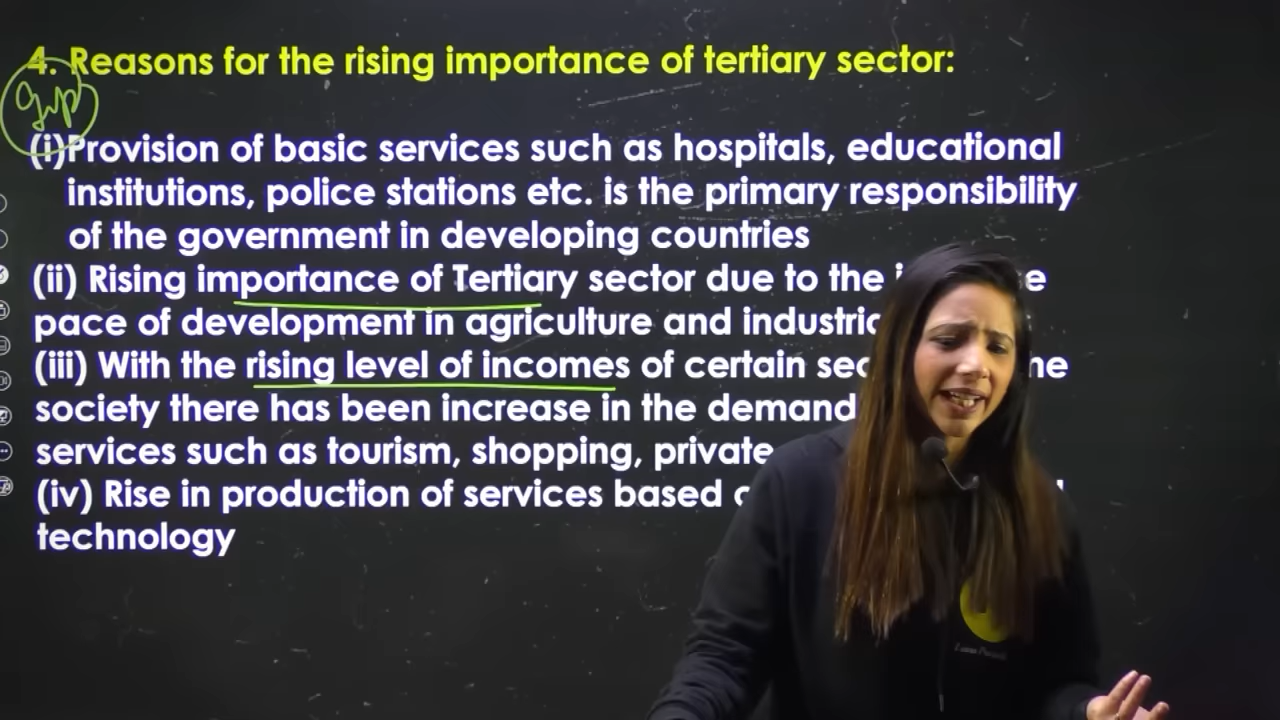 4. Reasons for the rising importance of tertiary sector:
(i)Provision of basic services such as hospitals, educational
institutions, police stations etc. is the primary responsibility
of the government in developing countries
(ii) Rising importance of Tertiary sector due to the
pace of development in agriculture and
(iii) With the rising level of incomes of certain
society there has been increase in the demand
services such as tourism, shopping, private
(iv) Rise in production of services based
technology